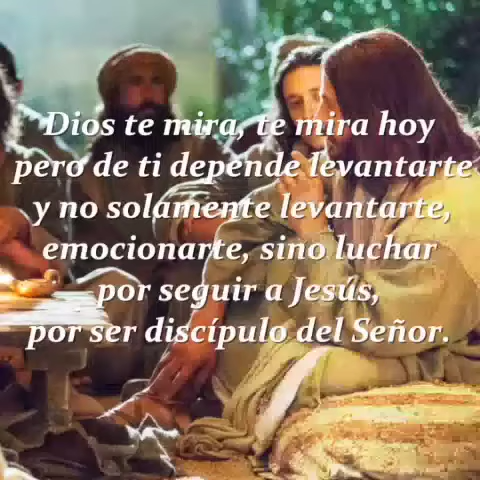 Dios te mira, te mira hoy
pero de ti depende levantarte
y no solamente levantarte,
emocionarte, sino luchar
por seguir a Jesús,
por ser discípulo del Señor.